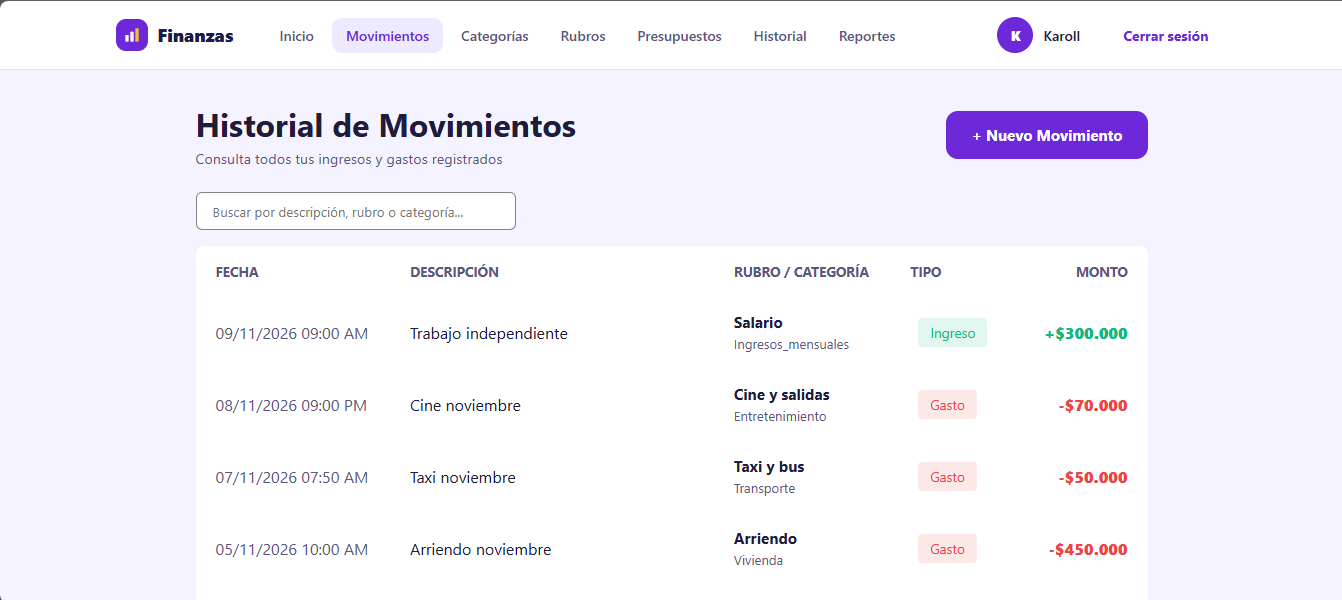 Finanzas Inicio Movimientos Categorías Rubros Presupuestos Historial Reportes K Karoll Cerrar sesión
Historial de Movimientos
+ Nuevo Movimiento
Consulta todos tus ingresos y gastos registrados
Buscar por descripción, rubro o categoría...
FECHA DESCRIPCIÓN RUBRO / CATEGORÍA TIPO MONTO
09/11/2026 09:00 AM Trabajo independiente Salario Ingreso +$300.000
Ingresos_mensuales
08/11/2026 09:00 PM Cine noviembre Cine y salidas Gasto -$70.000
Entretenimiento
07/11/2026 07:50 AM Taxi noviembre Taxi y bus Gasto -$50.000
Transporte
05/11/2026 10:00 AM Arriendo noviembre Arriendo Gasto -$450.000
Vivienda